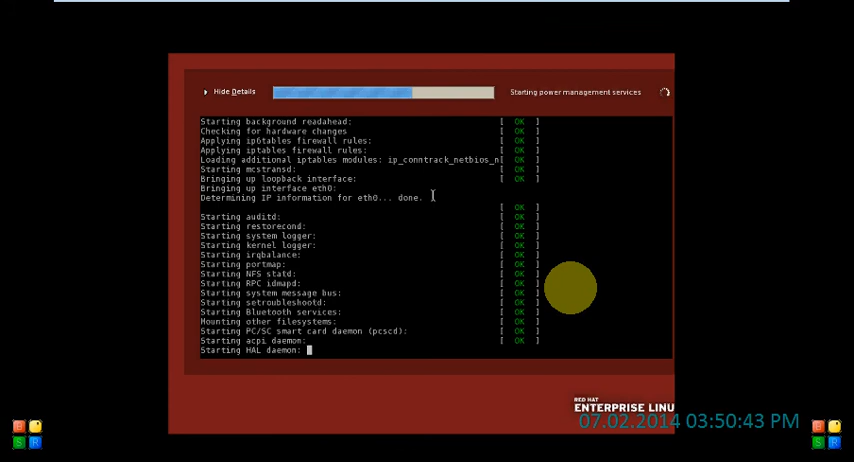 Hide Details
Starting power management services
Starting background readahead: [ OK ]
Checking for hardware changes [ OK ]
Applying ip6tables firewall rules: [ OK ]
Applying iptables firewall rules: [ OK ]
Loading additional iptables modules: ip_conntrack_netbios_n[ OK ]
Starting mcstransd: [ OK ]
Bringing up loopback interface: [ OK ]
Bringing up interface eth0:
Determining IP information for eth0... done.
[ OK ]
Starting auditd: [ OK ]
Starting restorecond: [ OK ]
Starting system logger: [ OK ]
Starting kernel logger: [ OK ]
Starting irqbalance: [ OK ]
Starting portmap: [ OK ]
Starting NFS statd: [ OK ]
Starting RPC idmapd: [ OK ]
Starting system message bus: [ OK ]
Starting setroubleshootd: [ OK ]
Starting Bluetooth services: [ OK ]
Mounting other filesystems: [ OK ]
Starting PC/SC smart card daemon (pcscd): [ OK ]
Starting acpi daemon: [ OK ]
Starting HAL daemon:
RED HAT
ENTERPRISE LINU
07.02.2014 03:50:43 PM
B
S R
B
S R